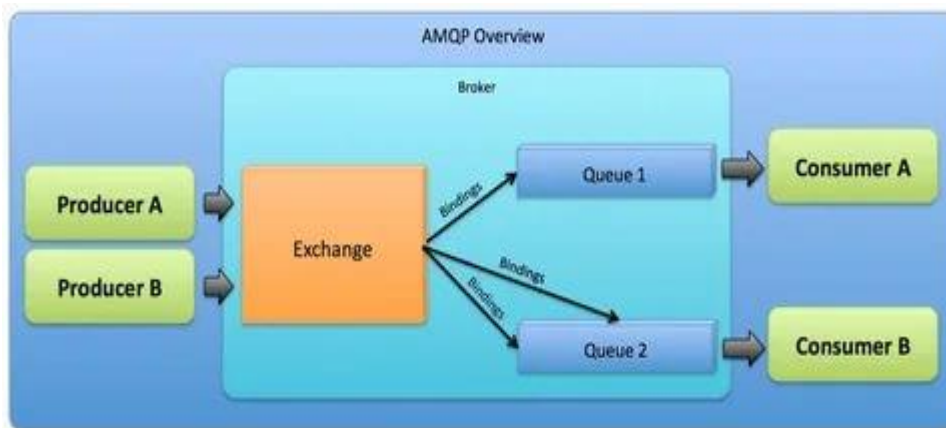 AMQP Overview
Broker
Producer A
Producer B
Exchange
Bindings
Bindings
Bindings
Queue 1
Queue 2
Consumer A
Consumer B